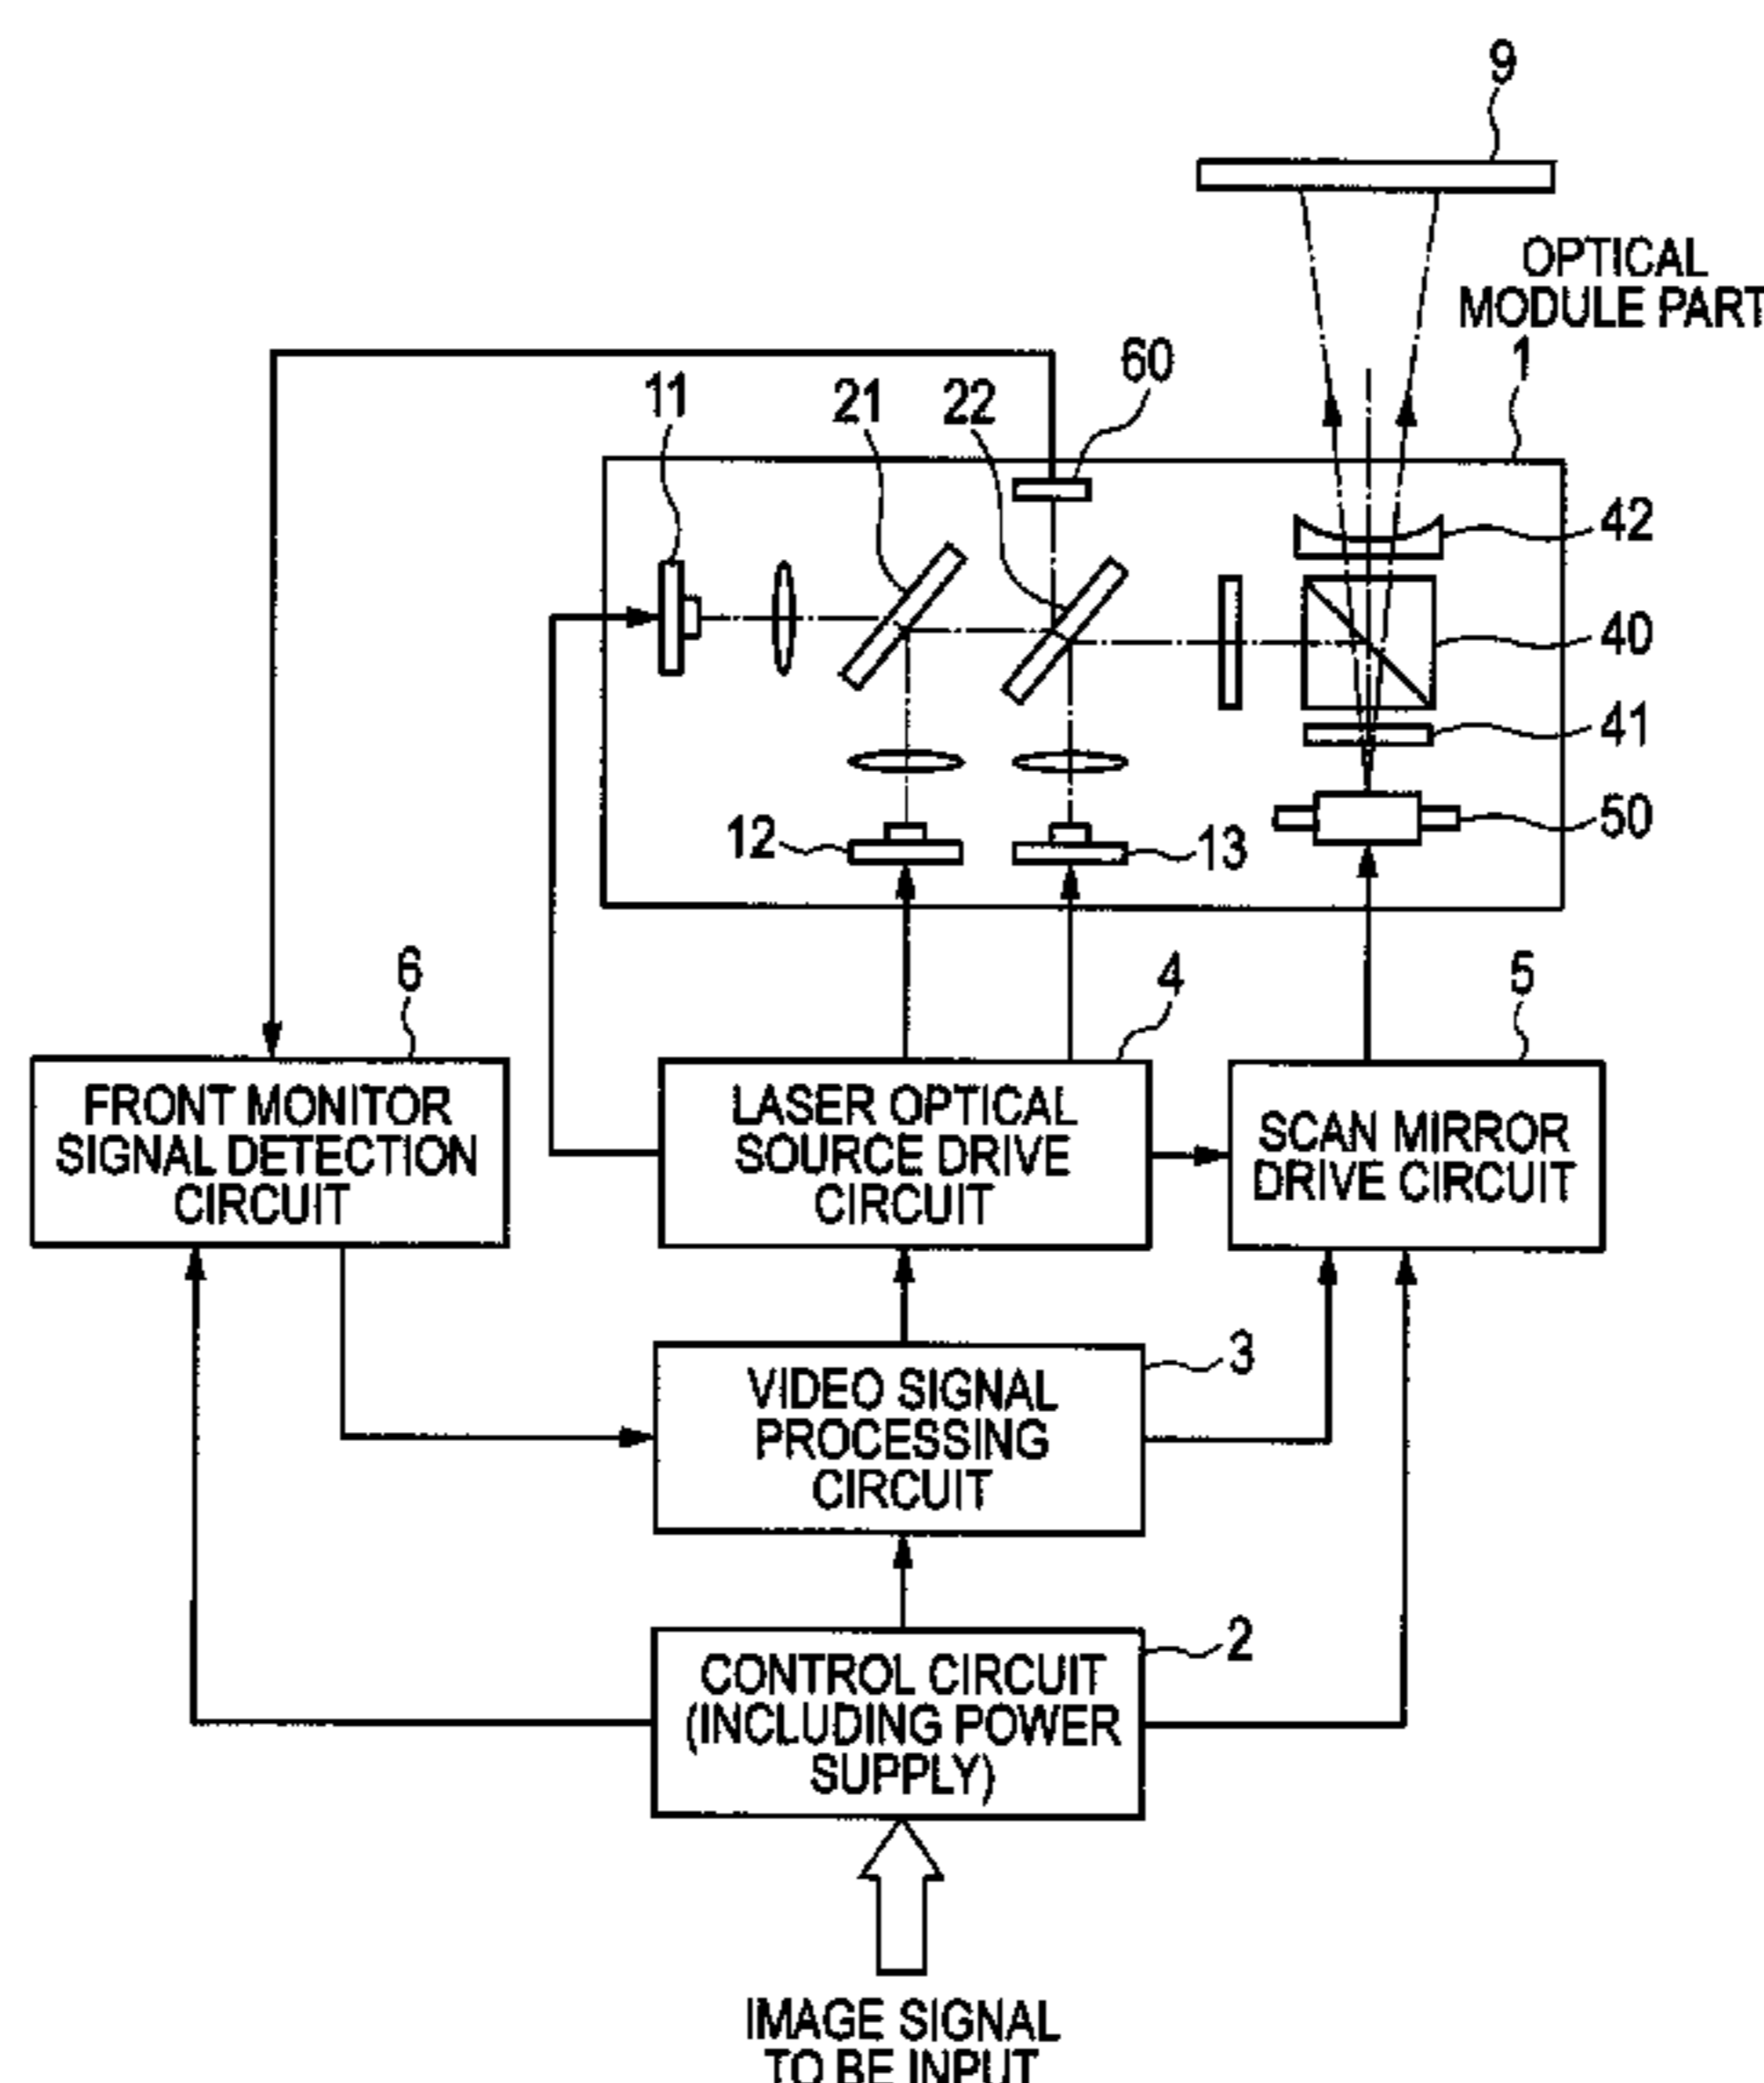 9
OPTICAL
MODULE PART
1
60
11
21
22
42
40
41
50
12
13
6
4
5
FRONT MONITOR
SIGNAL DETECTION
CIRCUIT
LASER OPTICAL
SOURCE DRIVE
CIRCUIT
SCAN MIRROR
DRIVE CIRCUIT
3
VIDEO SIGNAL
PROCESSING
CIRCUIT
2
CONTROL CIRCUIT
(INCLUDING POWER
SUPPLY)
IMAGE SIGNAL
TO BE INPUT